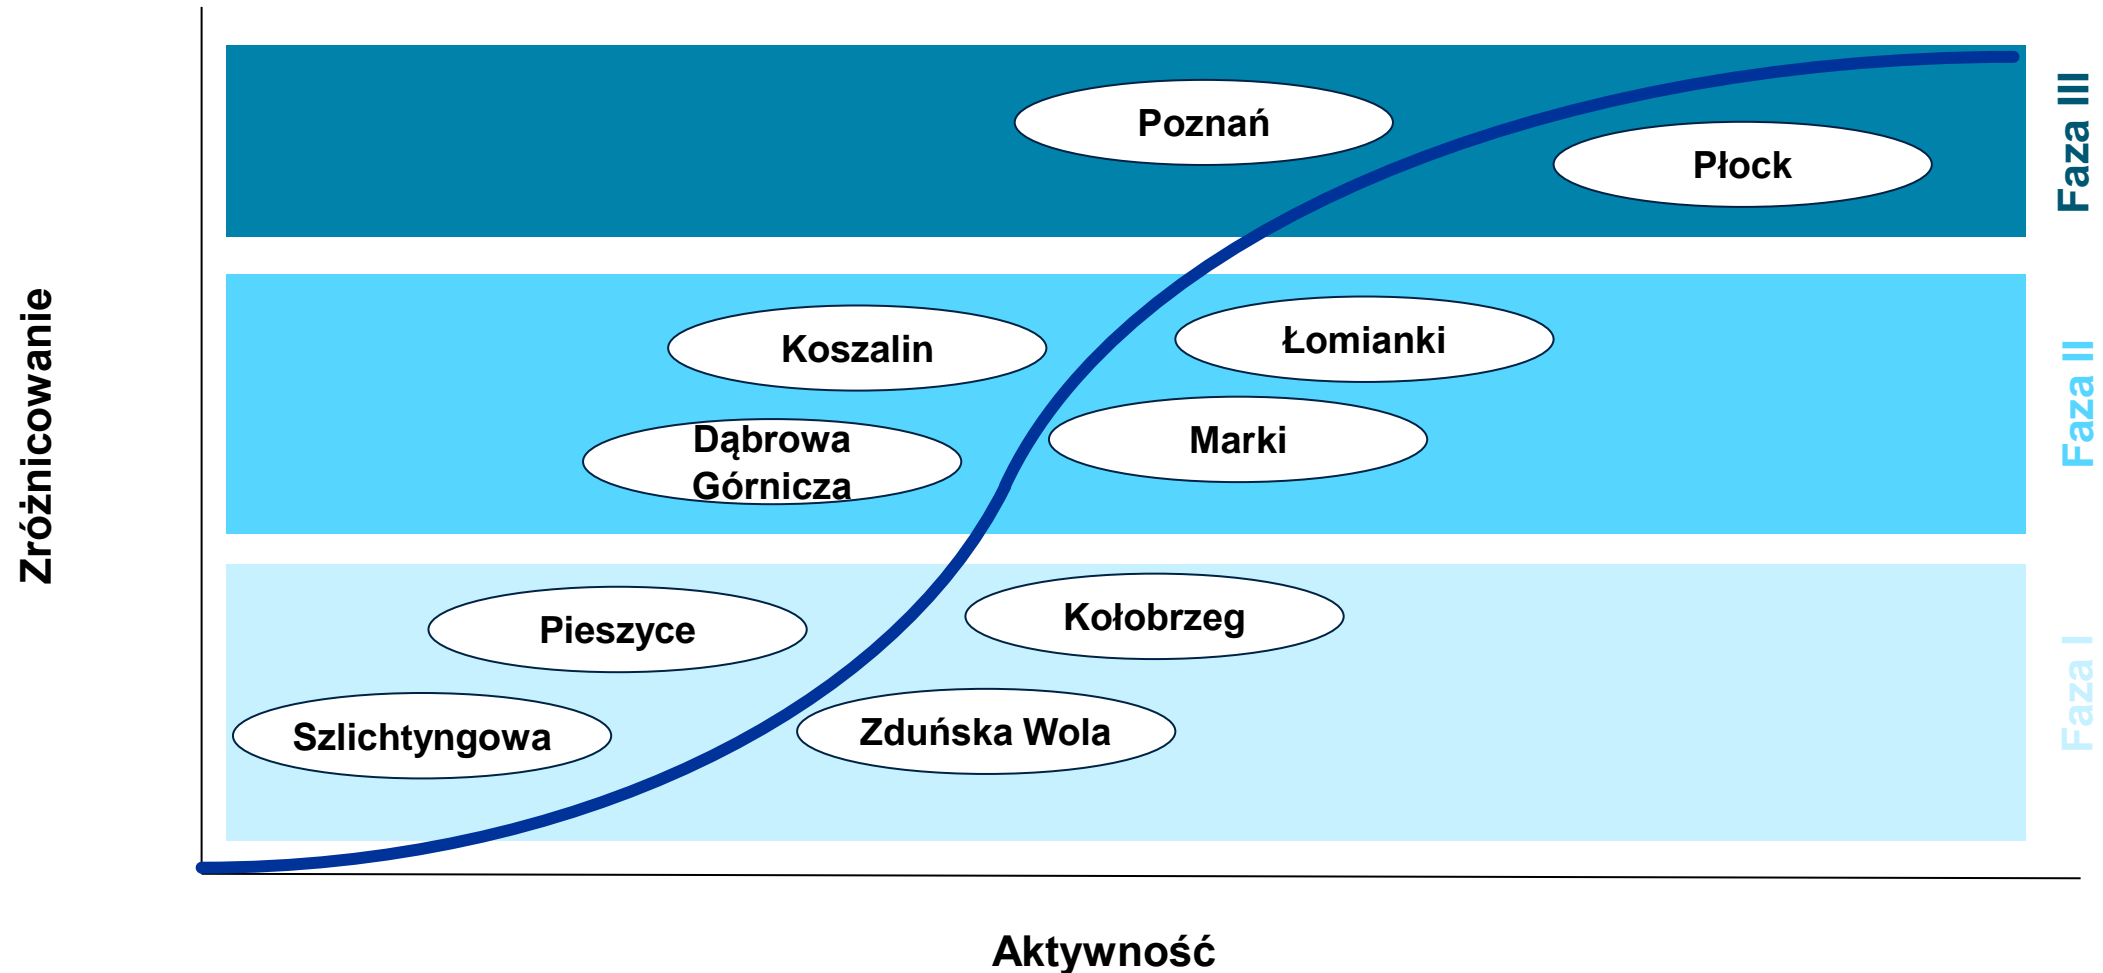 Zróżnicowanie
Poznań
Płock
Faza III
Koszalin
Łomianki
Dąbrowa
Górnicza
Marki
Faza II
Pieszyce
Kołobrzeg
Szlichtyngowa
Zduńska Wola
Faza I
Aktywność